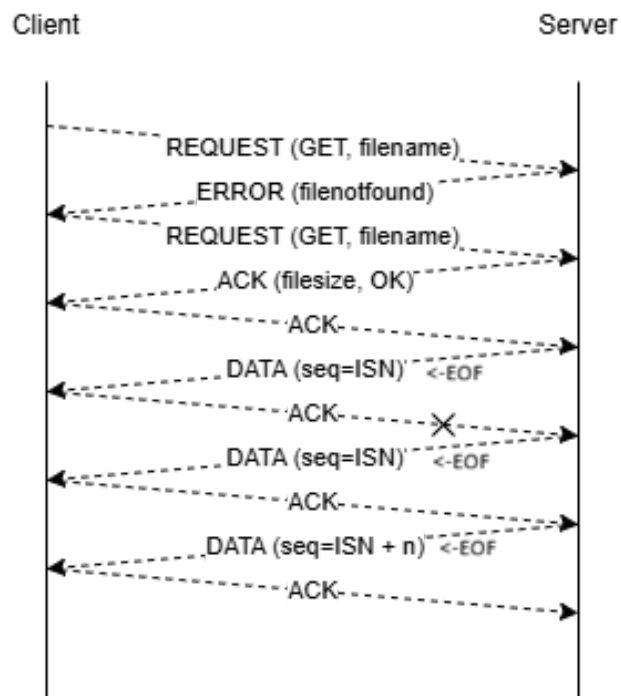 Client
Server
REQUEST (GET, filename)
ERROR (filenotfound)
REQUEST (GET, filename)
ACK (filesize, OK)
ACK
DATA (seq=ISN) <-EOF
ACK
DATA (seq=ISN) <-EOF
ACK
DATA (seq=ISN + n) <-EOF
ACK